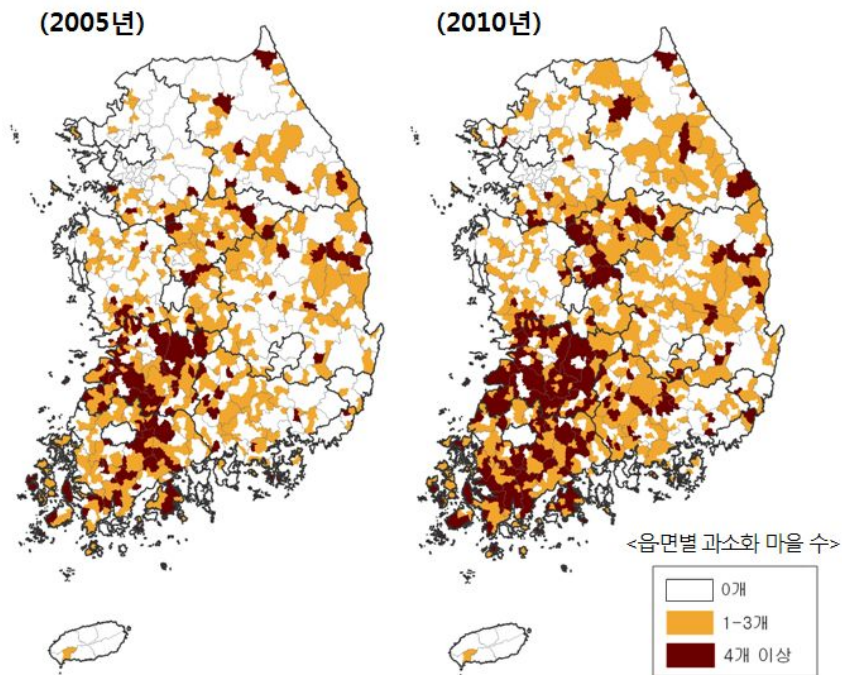 (2005년)
(2010년)
<읍·면별 과소화 마을 수>
0개
1-3개
4개 이상